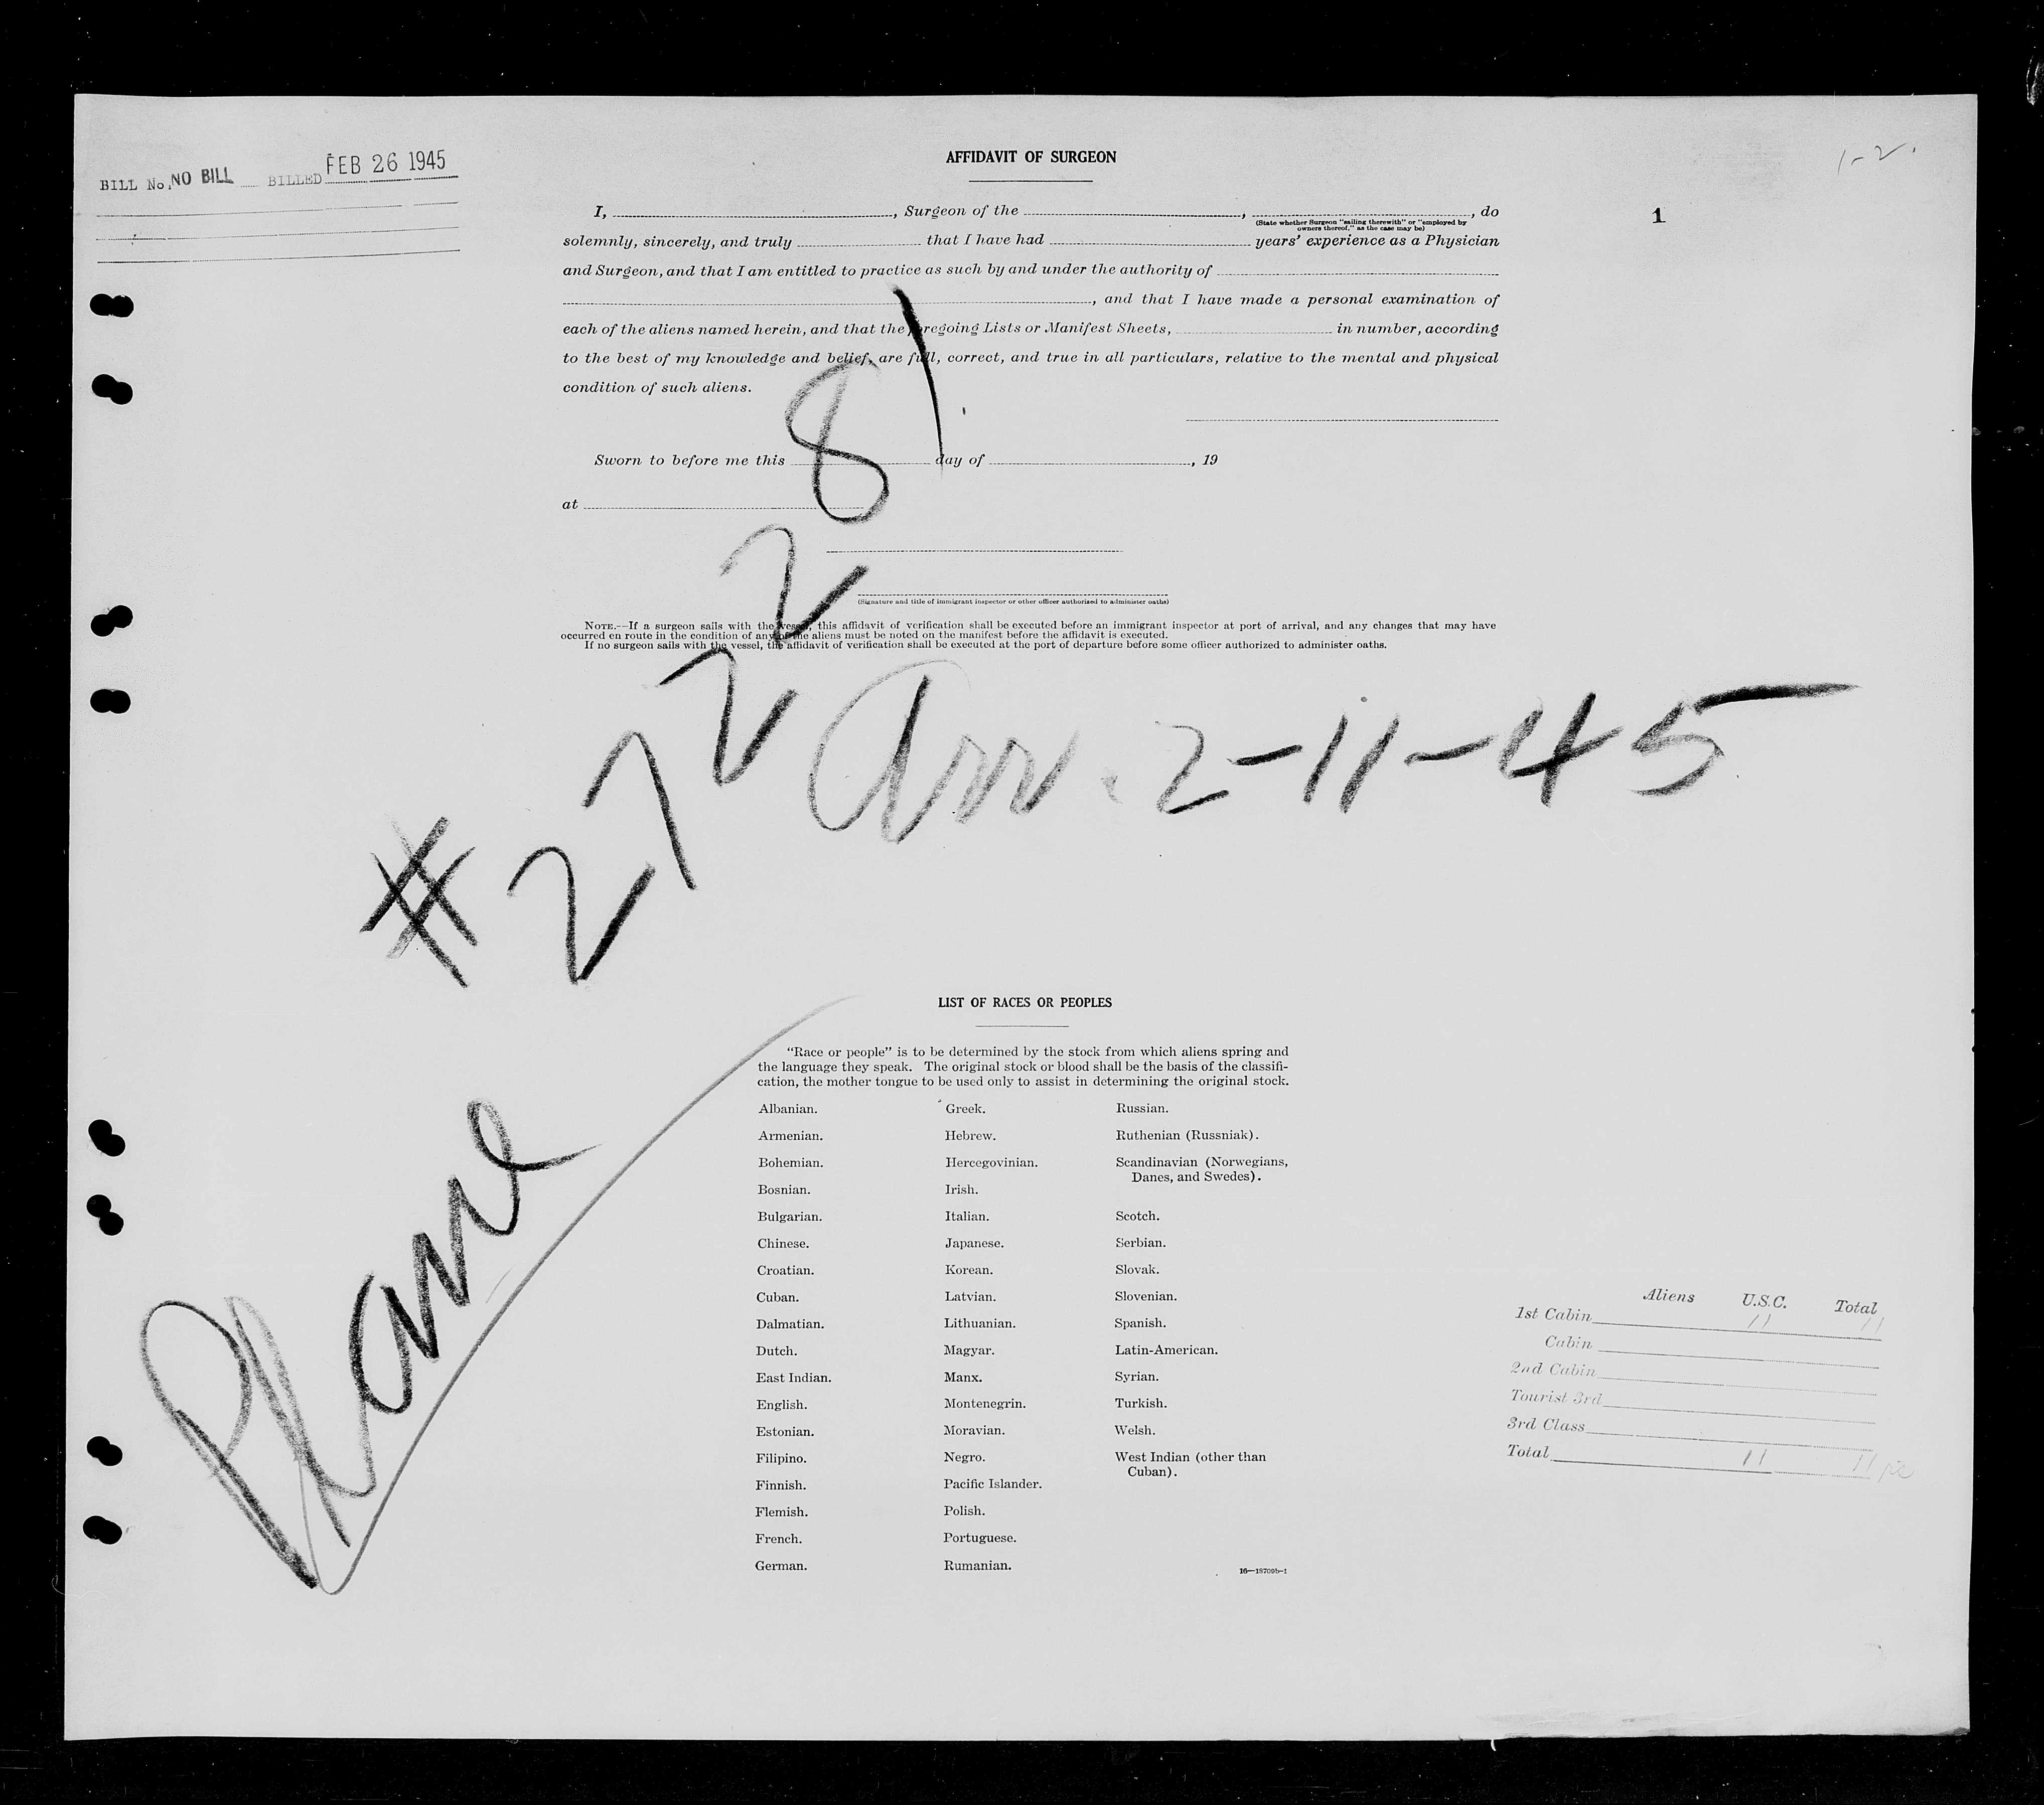 BILL No. NO BILL BILLED FEB 26 1945
AFFIDAVIT OF SURGEON
1-2.
1
I, , Surgeon of the , , do
(State whether Surgeon "sailing therewith" or "employed by
owners thereof," as the case may be)
solemnly, sincerely, and truly that I have had years' experience as a Physician
and Surgeon, and that I am entitled to practice as such by and under the authority of
, and that I have made a personal examination of
each of the aliens named herein, and that the foregoing Lists or Manifest Sheets, in number, according
to the best of my knowledge and belief, are full, correct, and true in all particulars, relative to the mental and physical
condition of such aliens.
Sworn to before me this day of , 19
at
(Signature and title of immigrant inspector or other officer authorized to administer oaths)
NOTE.—If a surgeon sails with the vessel, this affidavit of verification shall be executed before an immigrant inspector at port of arrival, and any changes that may have
occurred en route in the condition of any of the aliens must be noted on the manifest before the affidavit is executed.
If no surgeon sails with the vessel, the affidavit of verification shall be executed at the port of departure before some officer authorized to administer oaths.
# 272281
Arr. 2-11-45
Plane
LIST OF RACES OR PEOPLES
"Race or people" is to be determined by the stock from which aliens spring and
the language they speak. The original stock or blood shall be the basis of the classifi-
cation, the mother tongue to be used only to assist in determining the original stock.
Albanian.
Armenian.
Bohemian.
Bosnian.
Bulgarian.
Chinese.
Croatian.
Cuban.
Dalmatian.
Dutch.
East Indian.
English.
Estonian.
Filipino.
Finnish.
Flemish.
French.
German.
Greek.
Hebrew.
Hercegovinian.
Irish.
Italian.
Japanese.
Korean.
Latvian.
Lithuanian.
Magyar.
Manx.
Montenegrin.
Moravian.
Negro.
Pacific Islander.
Polish.
Portuguese.
Rumanian.
Russian.
Ruthenian (Russniak).
Scandinavian (Norwegians,
Danes, and Swedes).
Scotch.
Serbian.
Slovak.
Slovenian.
Spanish.
Latin-American.
Syrian.
Turkish.
Welsh.
West Indian (other than
Cuban).
16—18709b-1
Aliens U.S.C. Total
1st Cabin 11 11
Cabin
2nd Cabin
Tourist 3rd
3rd Class
Total 11 11